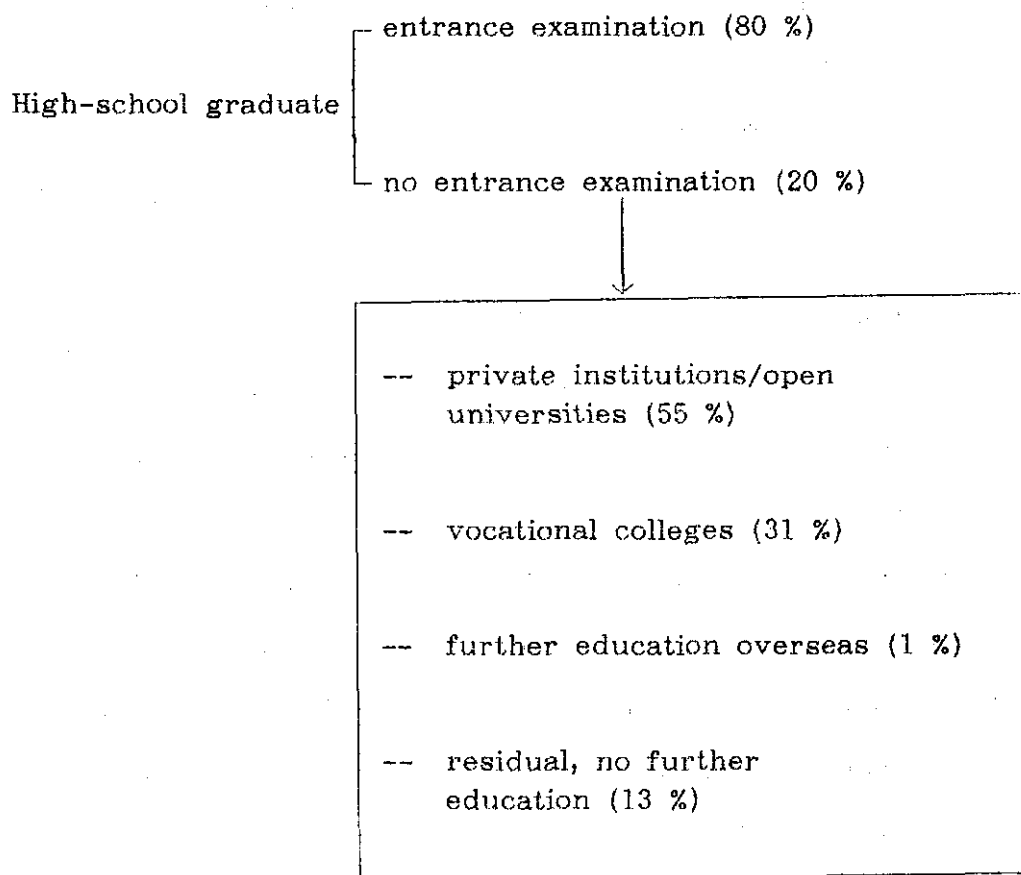 entrance examination (80 %)
High-school graduate
no entrance examination (20 %)
-- private institutions/open
universities (55 %)
-- vocational colleges (31 %)
-- further education overseas (1 %)
-- residual, no further
education (13 %)